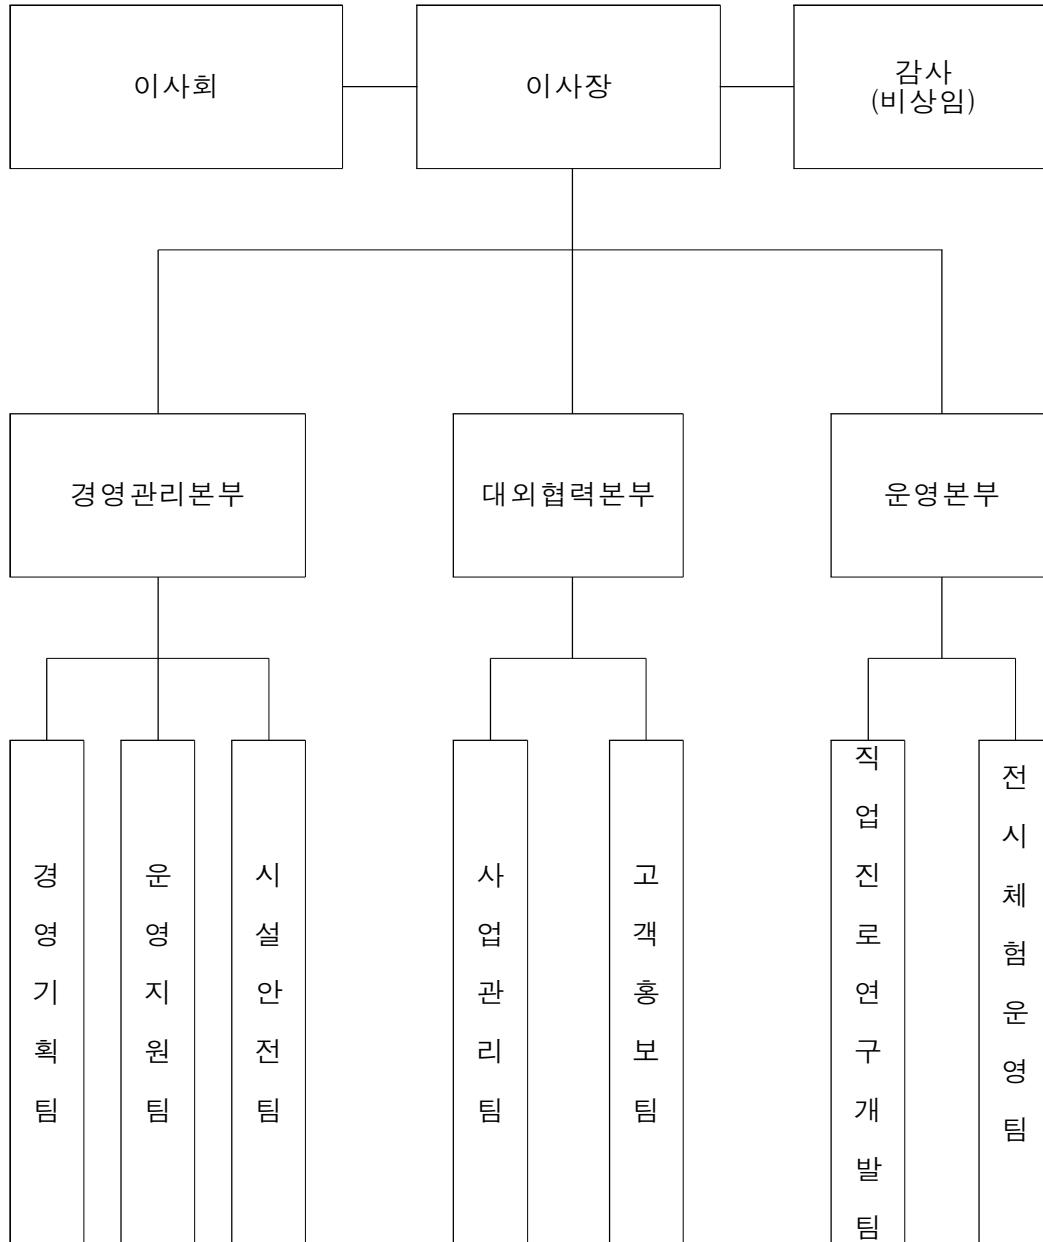 이사회
이사장
감사
(비상임)
경영관리본부
대외협력본부
운영본부
경영기획팀
운영지원팀
시설안전팀
사업관리팀
고객홍보팀
직업진로연구개발팀
전시체험운영팀